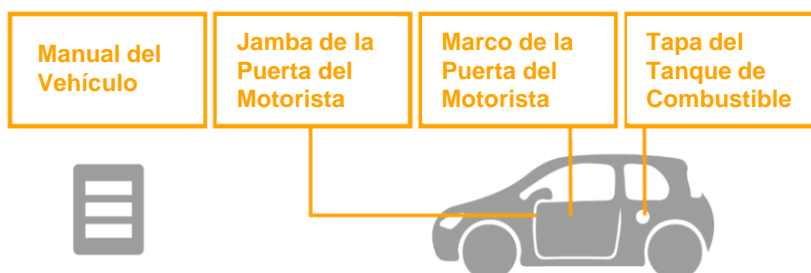 Manual del
Vehículo
Jamba de la
Puerta del
Motorista
Marco de la
Puerta del
Motorista
Tapa del
Tanque de
Combustible